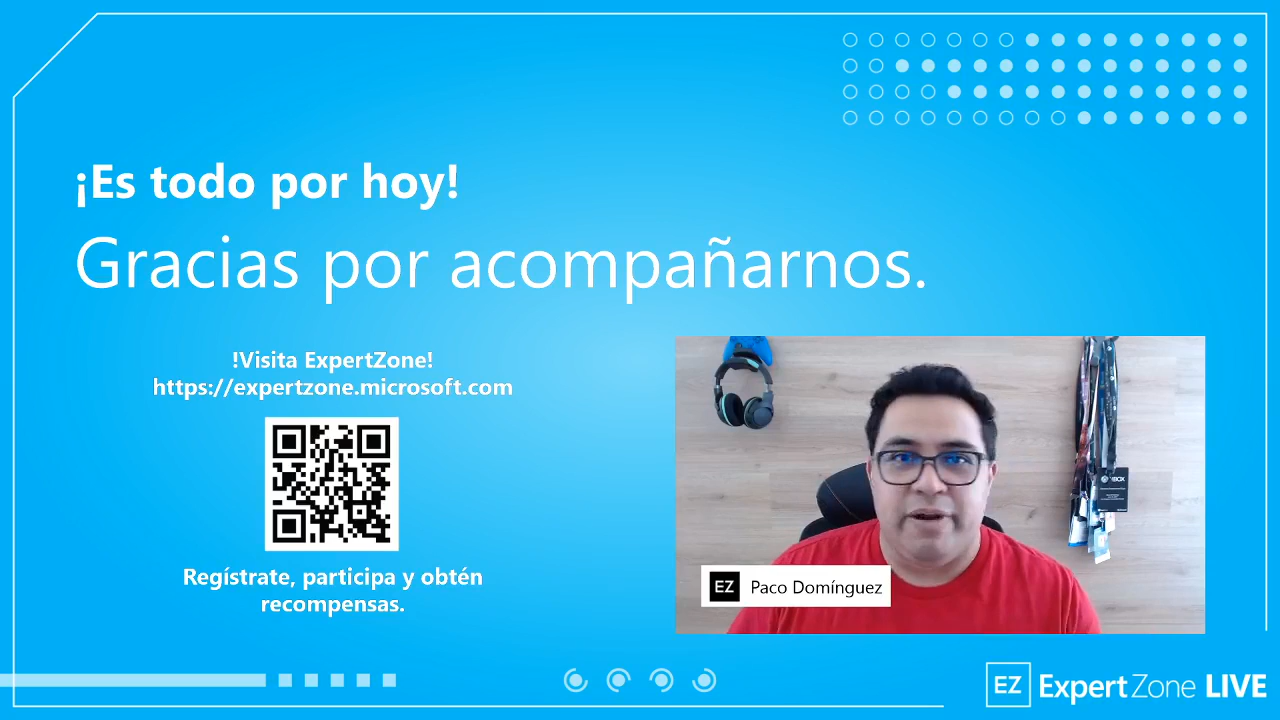 ¡Es todo por hoy!
Gracias por acompañarnos.
!Visita ExpertZone!
https://expertzone.microsoft.com
Regístrate, participa y obtén
recompensas.
XBOX
EZ Paco Domínguez
EZ ExpertZone LIVE